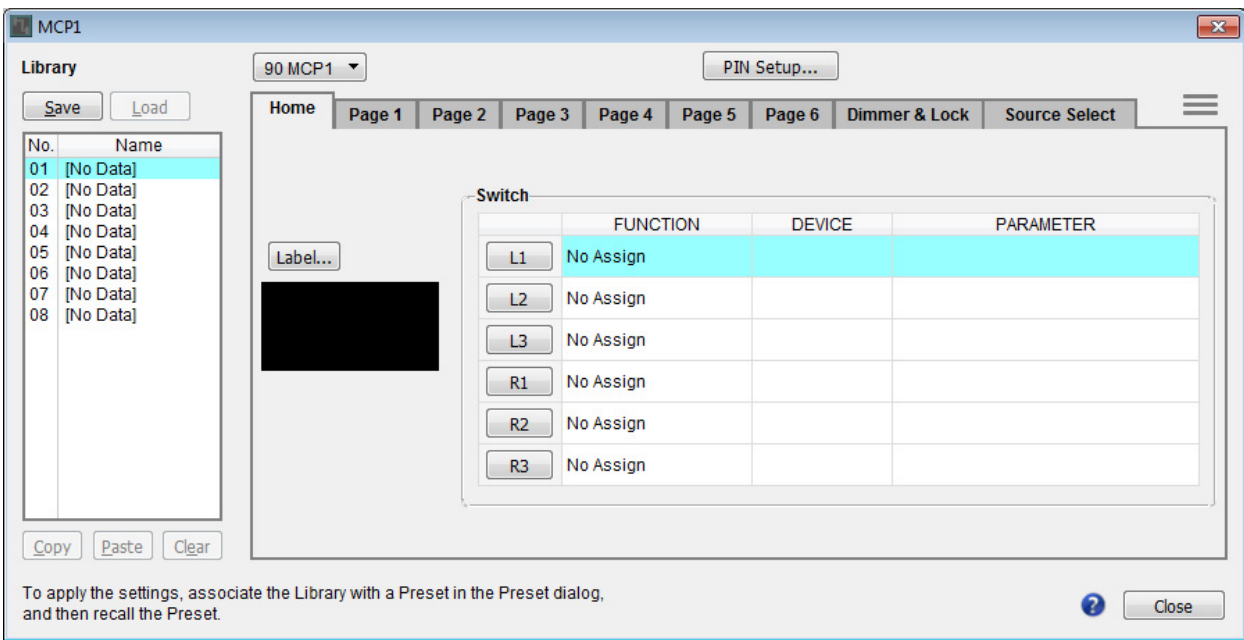 MCP1
Library
90 MCP1
PIN Setup...
Save Load
Home Page 1 Page 2 Page 3 Page 4 Page 5 Page 6 Dimmer & Lock Source Select
No. Name
01 [No Data]
02 [No Data]
03 [No Data]
04 [No Data]
05 [No Data]
06 [No Data]
07 [No Data]
08 [No Data]
Copy Paste Clear
Label...
Switch
FUNCTION DEVICE PARAMETER
L1 No Assign
L2 No Assign
L3 No Assign
R1 No Assign
R2 No Assign
R3 No Assign
To apply the settings, associate the Library with a Preset in the Preset dialog,
and then recall the Preset.
?
Close